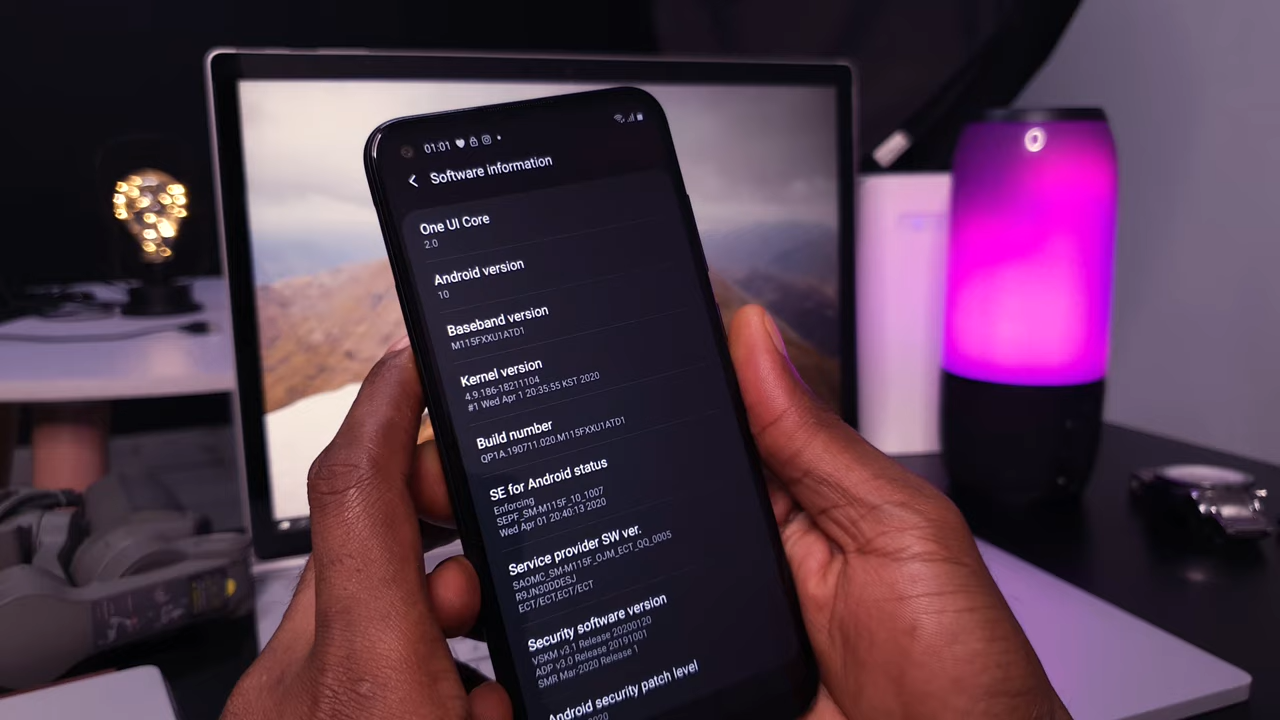 01:01
Software information
One UI Core
2.0
Android version
10
Baseband version
M115FXXU1ATD1
Kernel version
4.9.186-18211104
#1 Wed Apr 1 20:35:55 KST 2020
Build number
QP1A.190711.020.M115FXXU1ATD1
SE for Android status
Enforcing
SEPF_SM-M115F_10_1007
Wed Apr 01 20:40:13 2020
Service provider SW ver.
SAOMC_SM-M115F_OJM_ECT_QQ_0005
R9JN30DDESJ
ECT/ECT,ECT/ECT
Security software version
VSKM v3.1 Release 20200120
ADP v3.0 Release 20191001
SMR Mar-2020 Release 1
Android security patch level
2020